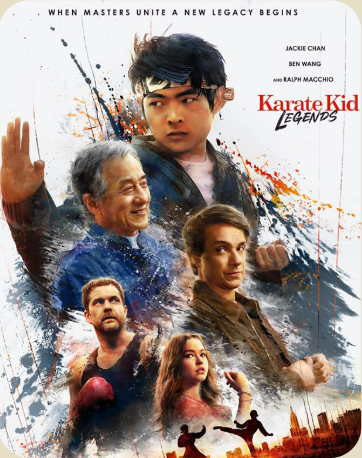 WHEN MASTERS UNITE A NEW LEGACY BEGINS
JACKIE CHAN
BEN WANG
AND RALPH MACCHIO
Karate Kid
LEGENDS